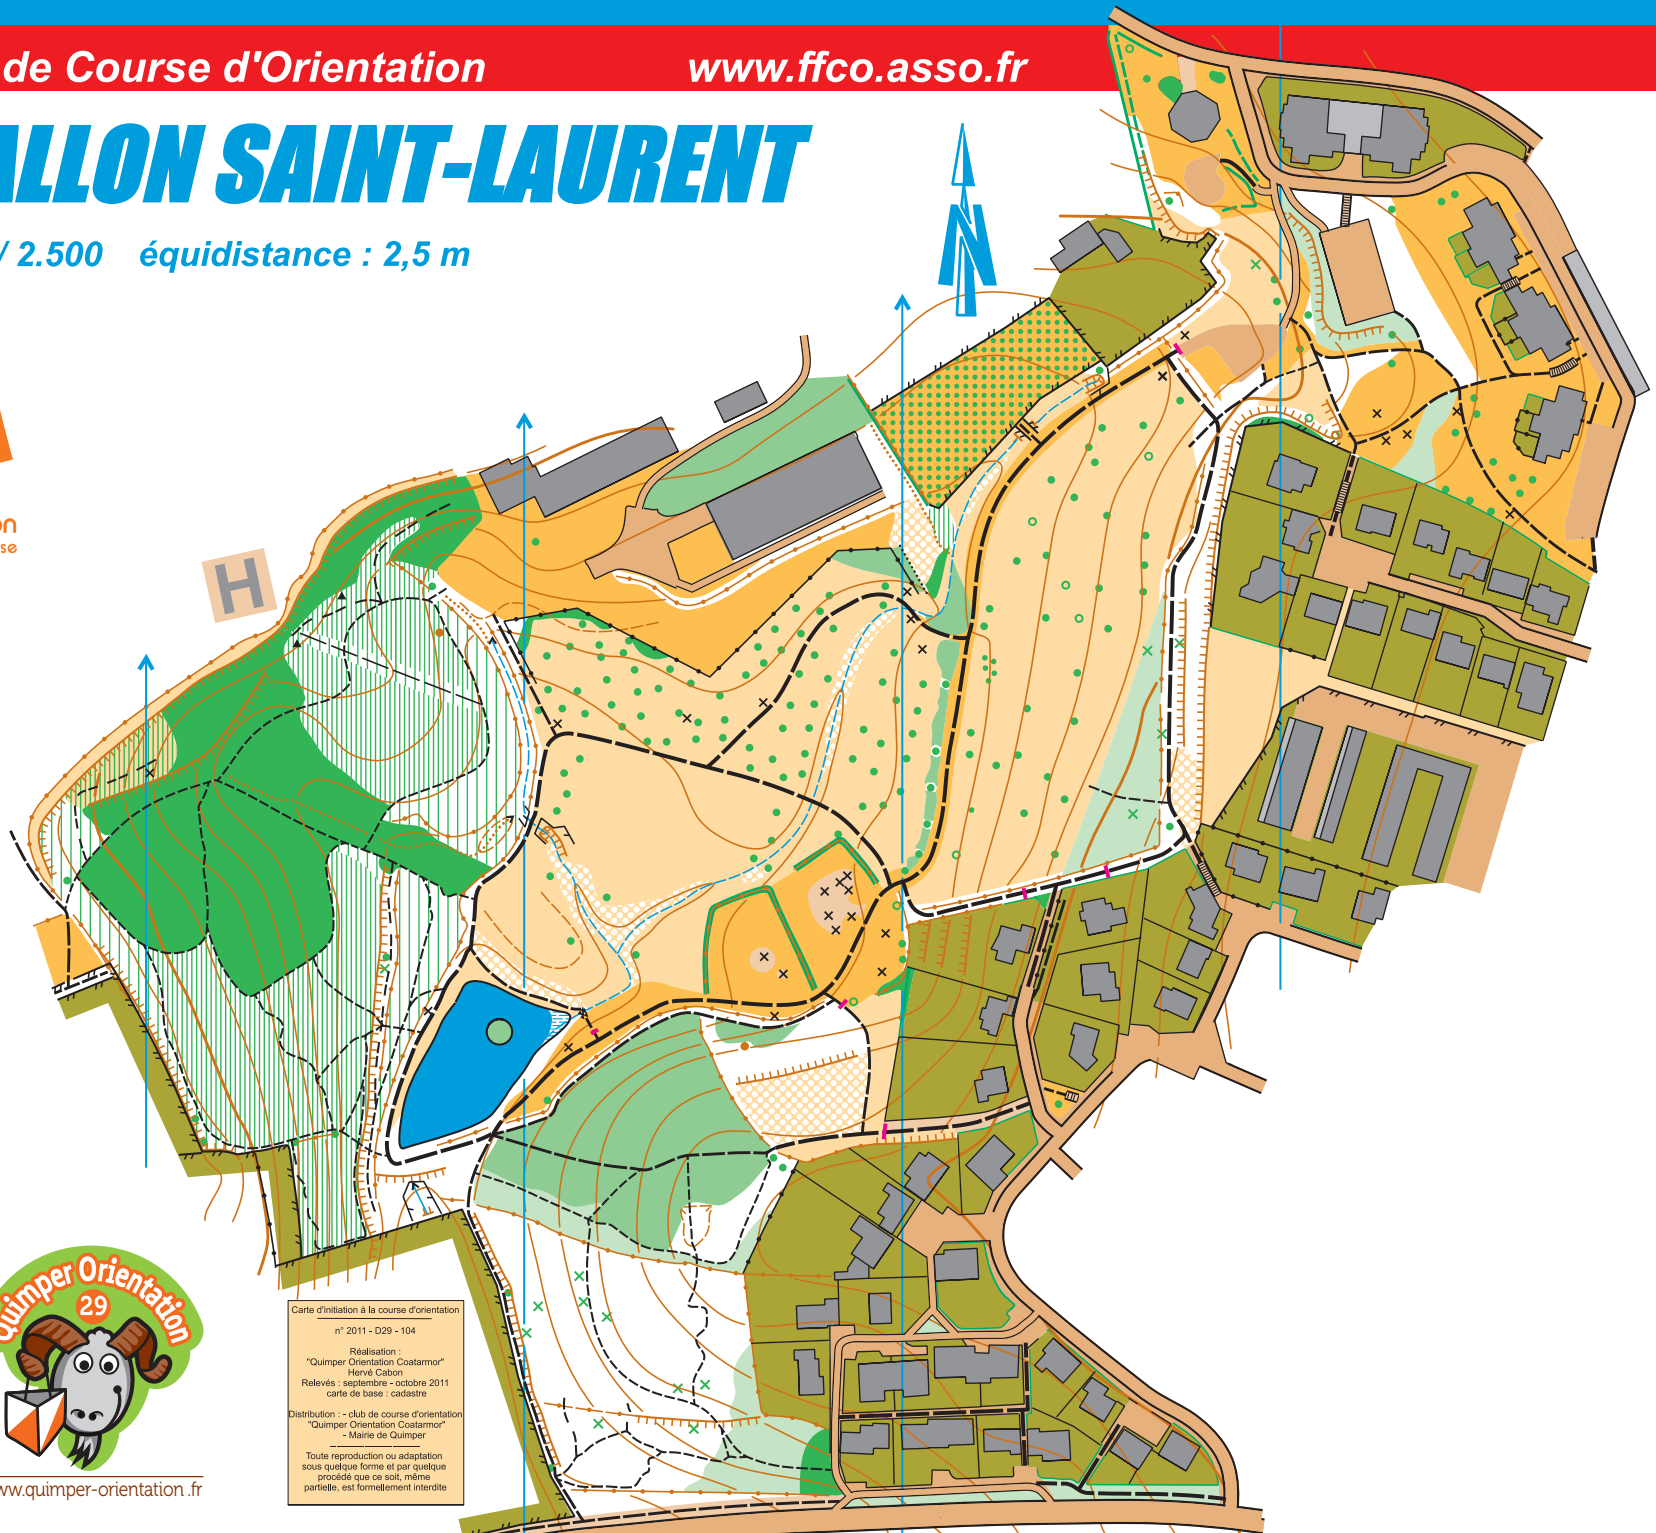 de Course d'Orientation
www.ffco.asso.fr
ALLON SAINT-LAURENT
/ 2.500 équidistance : 2,5 m
N
on
se
H
Quimper Orientation
29
ww.quimper-orientation .fr
Carte d'initiation à la course d'orientation
n° 2011 - D29 - 104
Réalisation :
"Quimper Orientation Coatarmor"
Hervé Cabon
Relevés : septembre - octobre 2011
carte de base : cadastre
Distribution : - club de course d'orientation
"Quimper Orientation Coatarmor"
- Mairie de Quimper
Toute reproduction ou adaptation
sous quelque forme et par quelque
procédé que ce soit, même
partielle, est formellement interdite